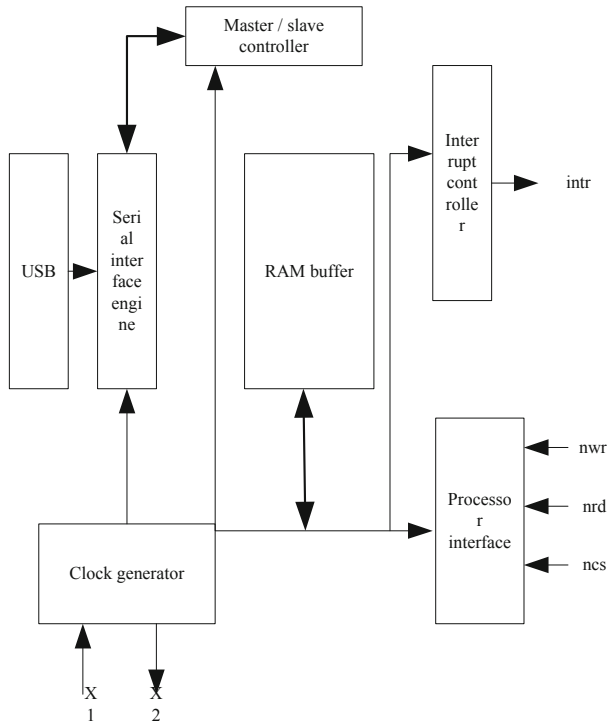 Master / slave
controller
Inter
rupt
cont
rolle
r
intr
USB
Seri
al
inter
face
engi
ne
RAM buffer
Processo
r
interface
nwr
nrd
ncs
Clock generator
X
1
X
2